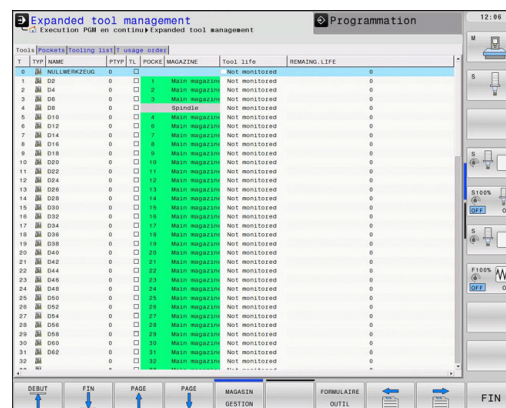 Expanded tool management
Execution PGM en continu▸Expanded tool management
Programmation
12:06
Tools Pockets Tooling list T usage order
T TYP NAME PTYP TL POCKE MAGAZINE Tool life REMAING.LIFE
0 NULLWERKZEUG 0 Not monitored 0
1 D2 0 1 Main magazine Not monitored 0
2 D4 0 2 Main magazine Not monitored 0
3 D6 0 3 Main magazine Not monitored 0
4 D8 0 Spindle Not monitored 0
5 D10 0 4 Main magazine Not monitored 0
6 D12 0 6 Main magazine Not monitored 0
7 D14 0 7 Main magazine Not monitored 0
8 D16 0 8 Main magazine Not monitored 0
9 D18 0 9 Main magazine Not monitored 0
10 D20 0 10 Main magazine Not monitored 0
11 D22 0 11 Main magazine Not monitored 0
12 D24 0 12 Main magazine Not monitored 0
13 D26 0 13 Main magazine Not monitored 0
14 D28 0 14 Main magazine Not monitored 0
15 D30 0 15 Main magazine Not monitored 0
16 D32 0 16 Main magazine Not monitored 0
17 D34 0 17 Main magazine Not monitored 0
18 D36 0 18 Main magazine Not monitored 0
19 D38 0 19 Main magazine Not monitored 0
20 D40 0 20 Main magazine Not monitored 0
21 D42 0 21 Main magazine Not monitored 0
22 D44 0 22 Main magazine Not monitored 0
23 D46 0 23 Main magazine Not monitored 0
24 D48 0 24 Main magazine Not monitored 0
25 D50 0 25 Main magazine Not monitored 0
26 D52 0 26 Main magazine Not monitored 0
27 D54 0 27 Main magazine Not monitored 0
28 D56 0 28 Main magazine Not monitored 0
29 D58 0 29 Main magazine Not monitored 0
30 D60 0 30 Main magazine Not monitored 0
31 D62 0 31 Main magazine Not monitored 0
32 0 32 Main magazine Not monitored 0
M
S
S
S100%
OFF
S
F100% W
OFF
DEBUT FIN PAGE PAGE MAGASIN GESTION FORMULAIRE OUTIL FIN